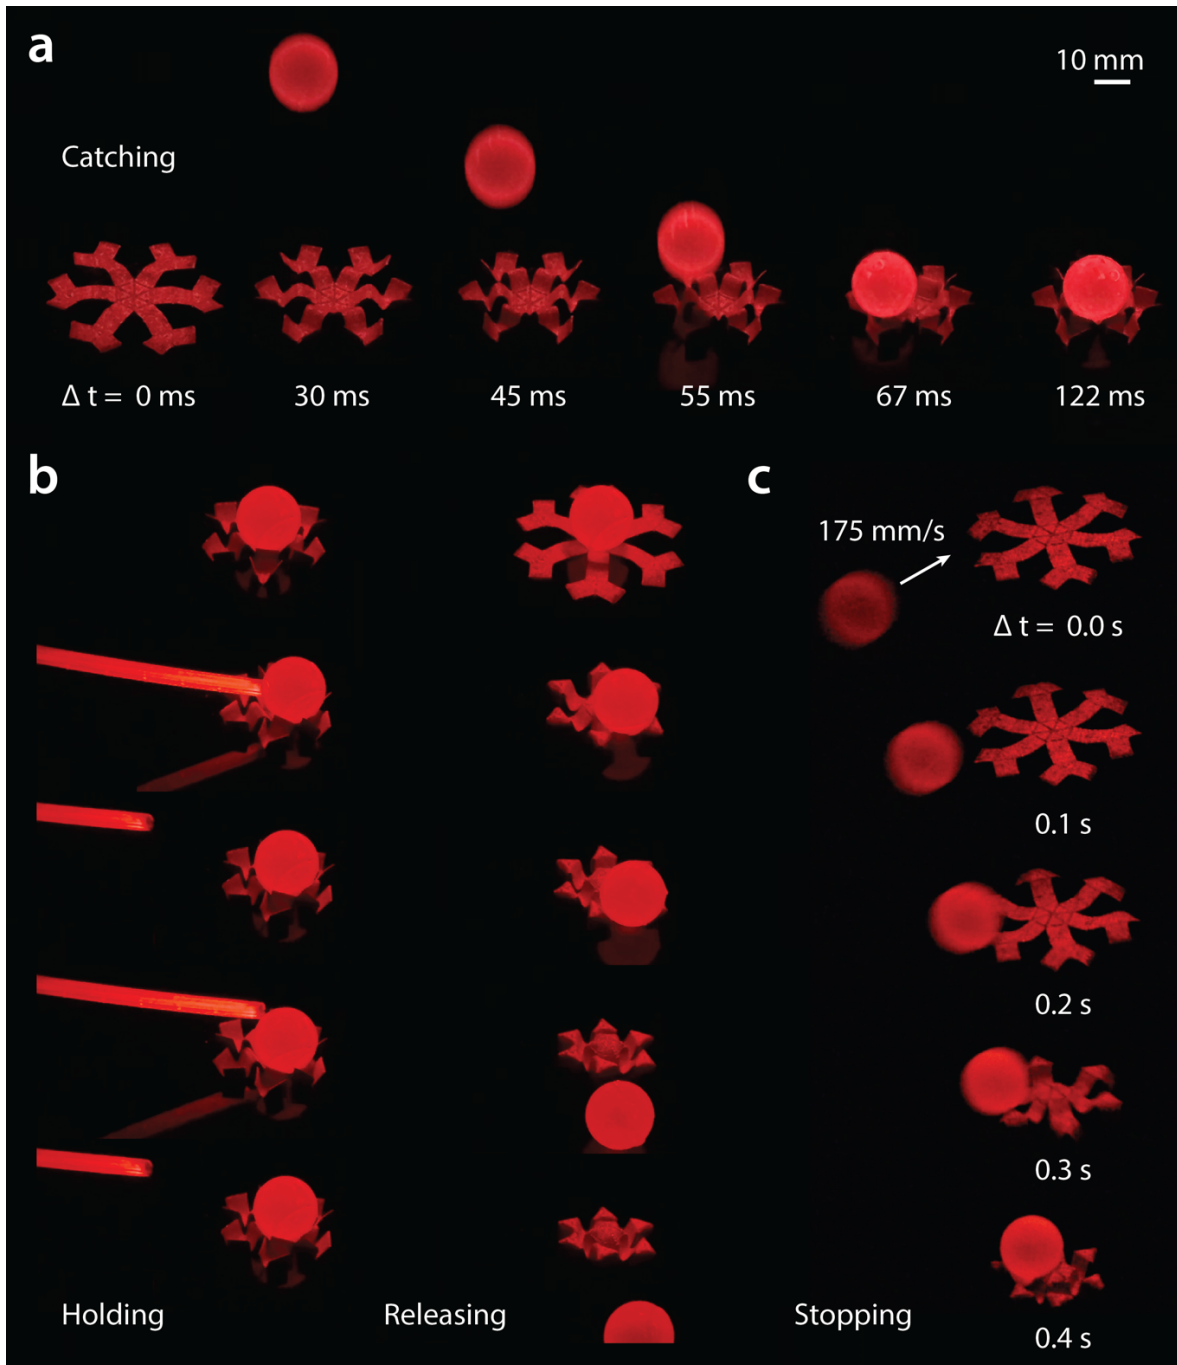 a
10 mm
Catching
Δ t = 0 ms
30 ms
45 ms
55 ms
67 ms
122 ms
b
c
175 mm/s
Δ t = 0.0 s
0.1 s
0.2 s
0.3 s
0.4 s
Holding
Releasing
Stopping